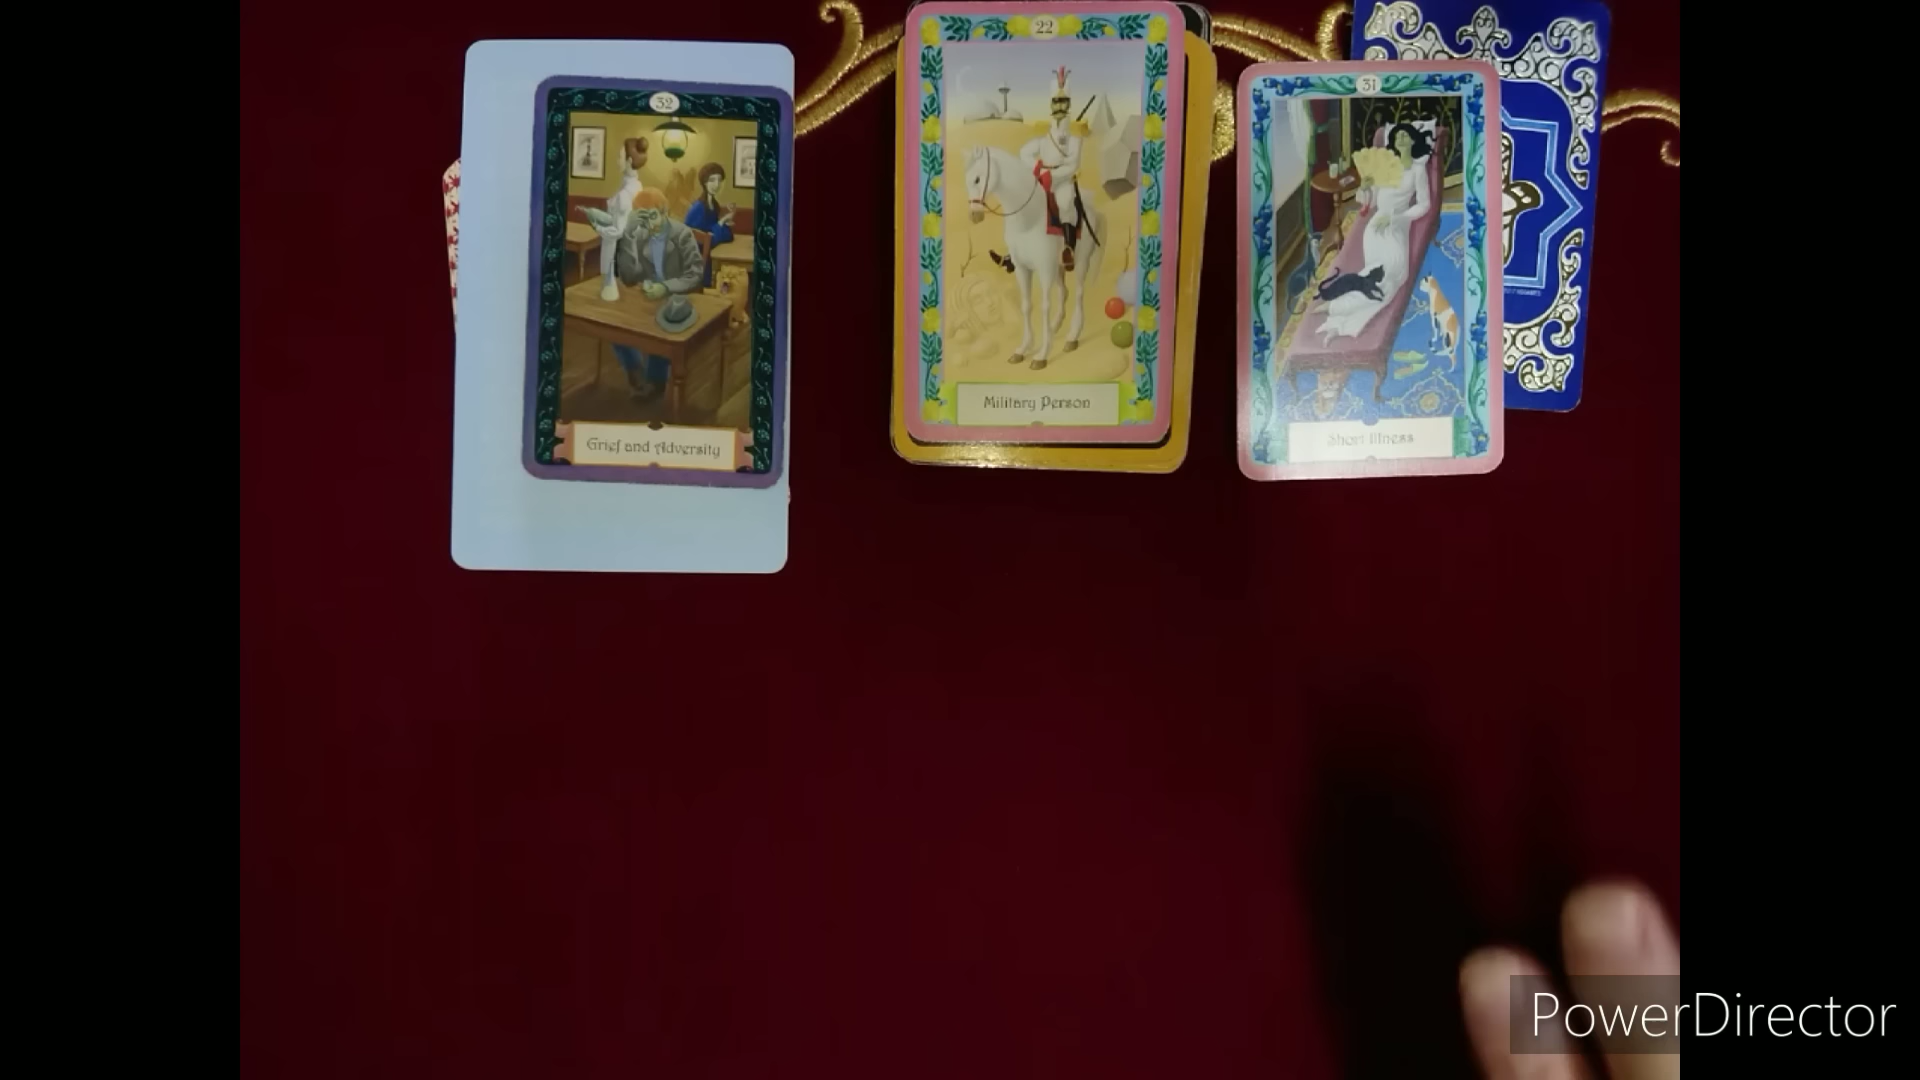 32
Grief and Adversity
22
Military Person
31
Short Illness
PowerDirector